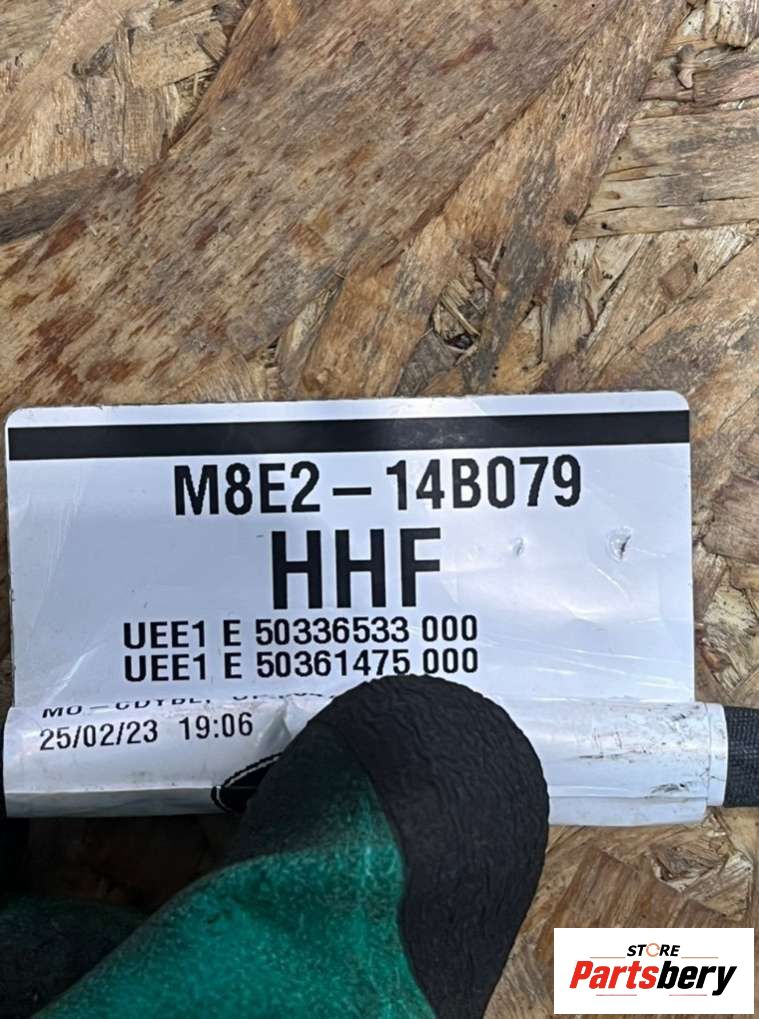 M8E2-14B079
HHF
UEE1 E 50336533 000
UEE1 E 50361475 000
25/02/23 19:06
STORE
Partsbery